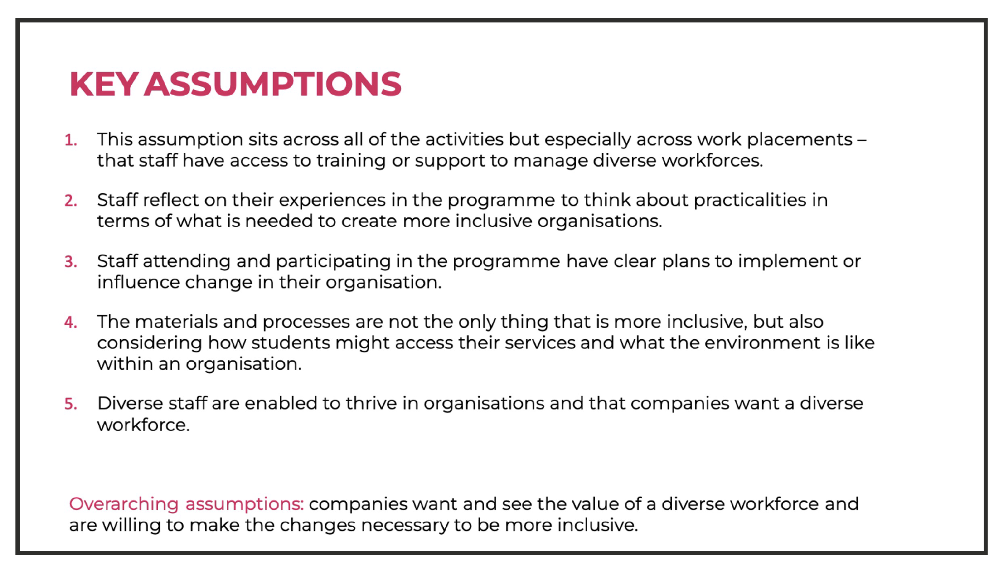 KEY ASSUMPTIONS
1. This assumption sits across all of the activities but especially across work placements –
that staff have access to training or support to manage diverse workforces.
2. Staff reflect on their experiences in the programme to think about practicalities in
terms of what is needed to create more inclusive organisations.
3. Staff attending and participating in the programme have clear plans to implement or
influence change in their organisation.
4. The materials and processes are not the only thing that is more inclusive, but also
considering how students might access their services and what the environment is like
within an organisation.
5. Diverse staff are enabled to thrive in organisations and that companies want a diverse
workforce.
Overarching assumptions: companies want and see the value of a diverse workforce and
are willing to make the changes necessary to be more inclusive.